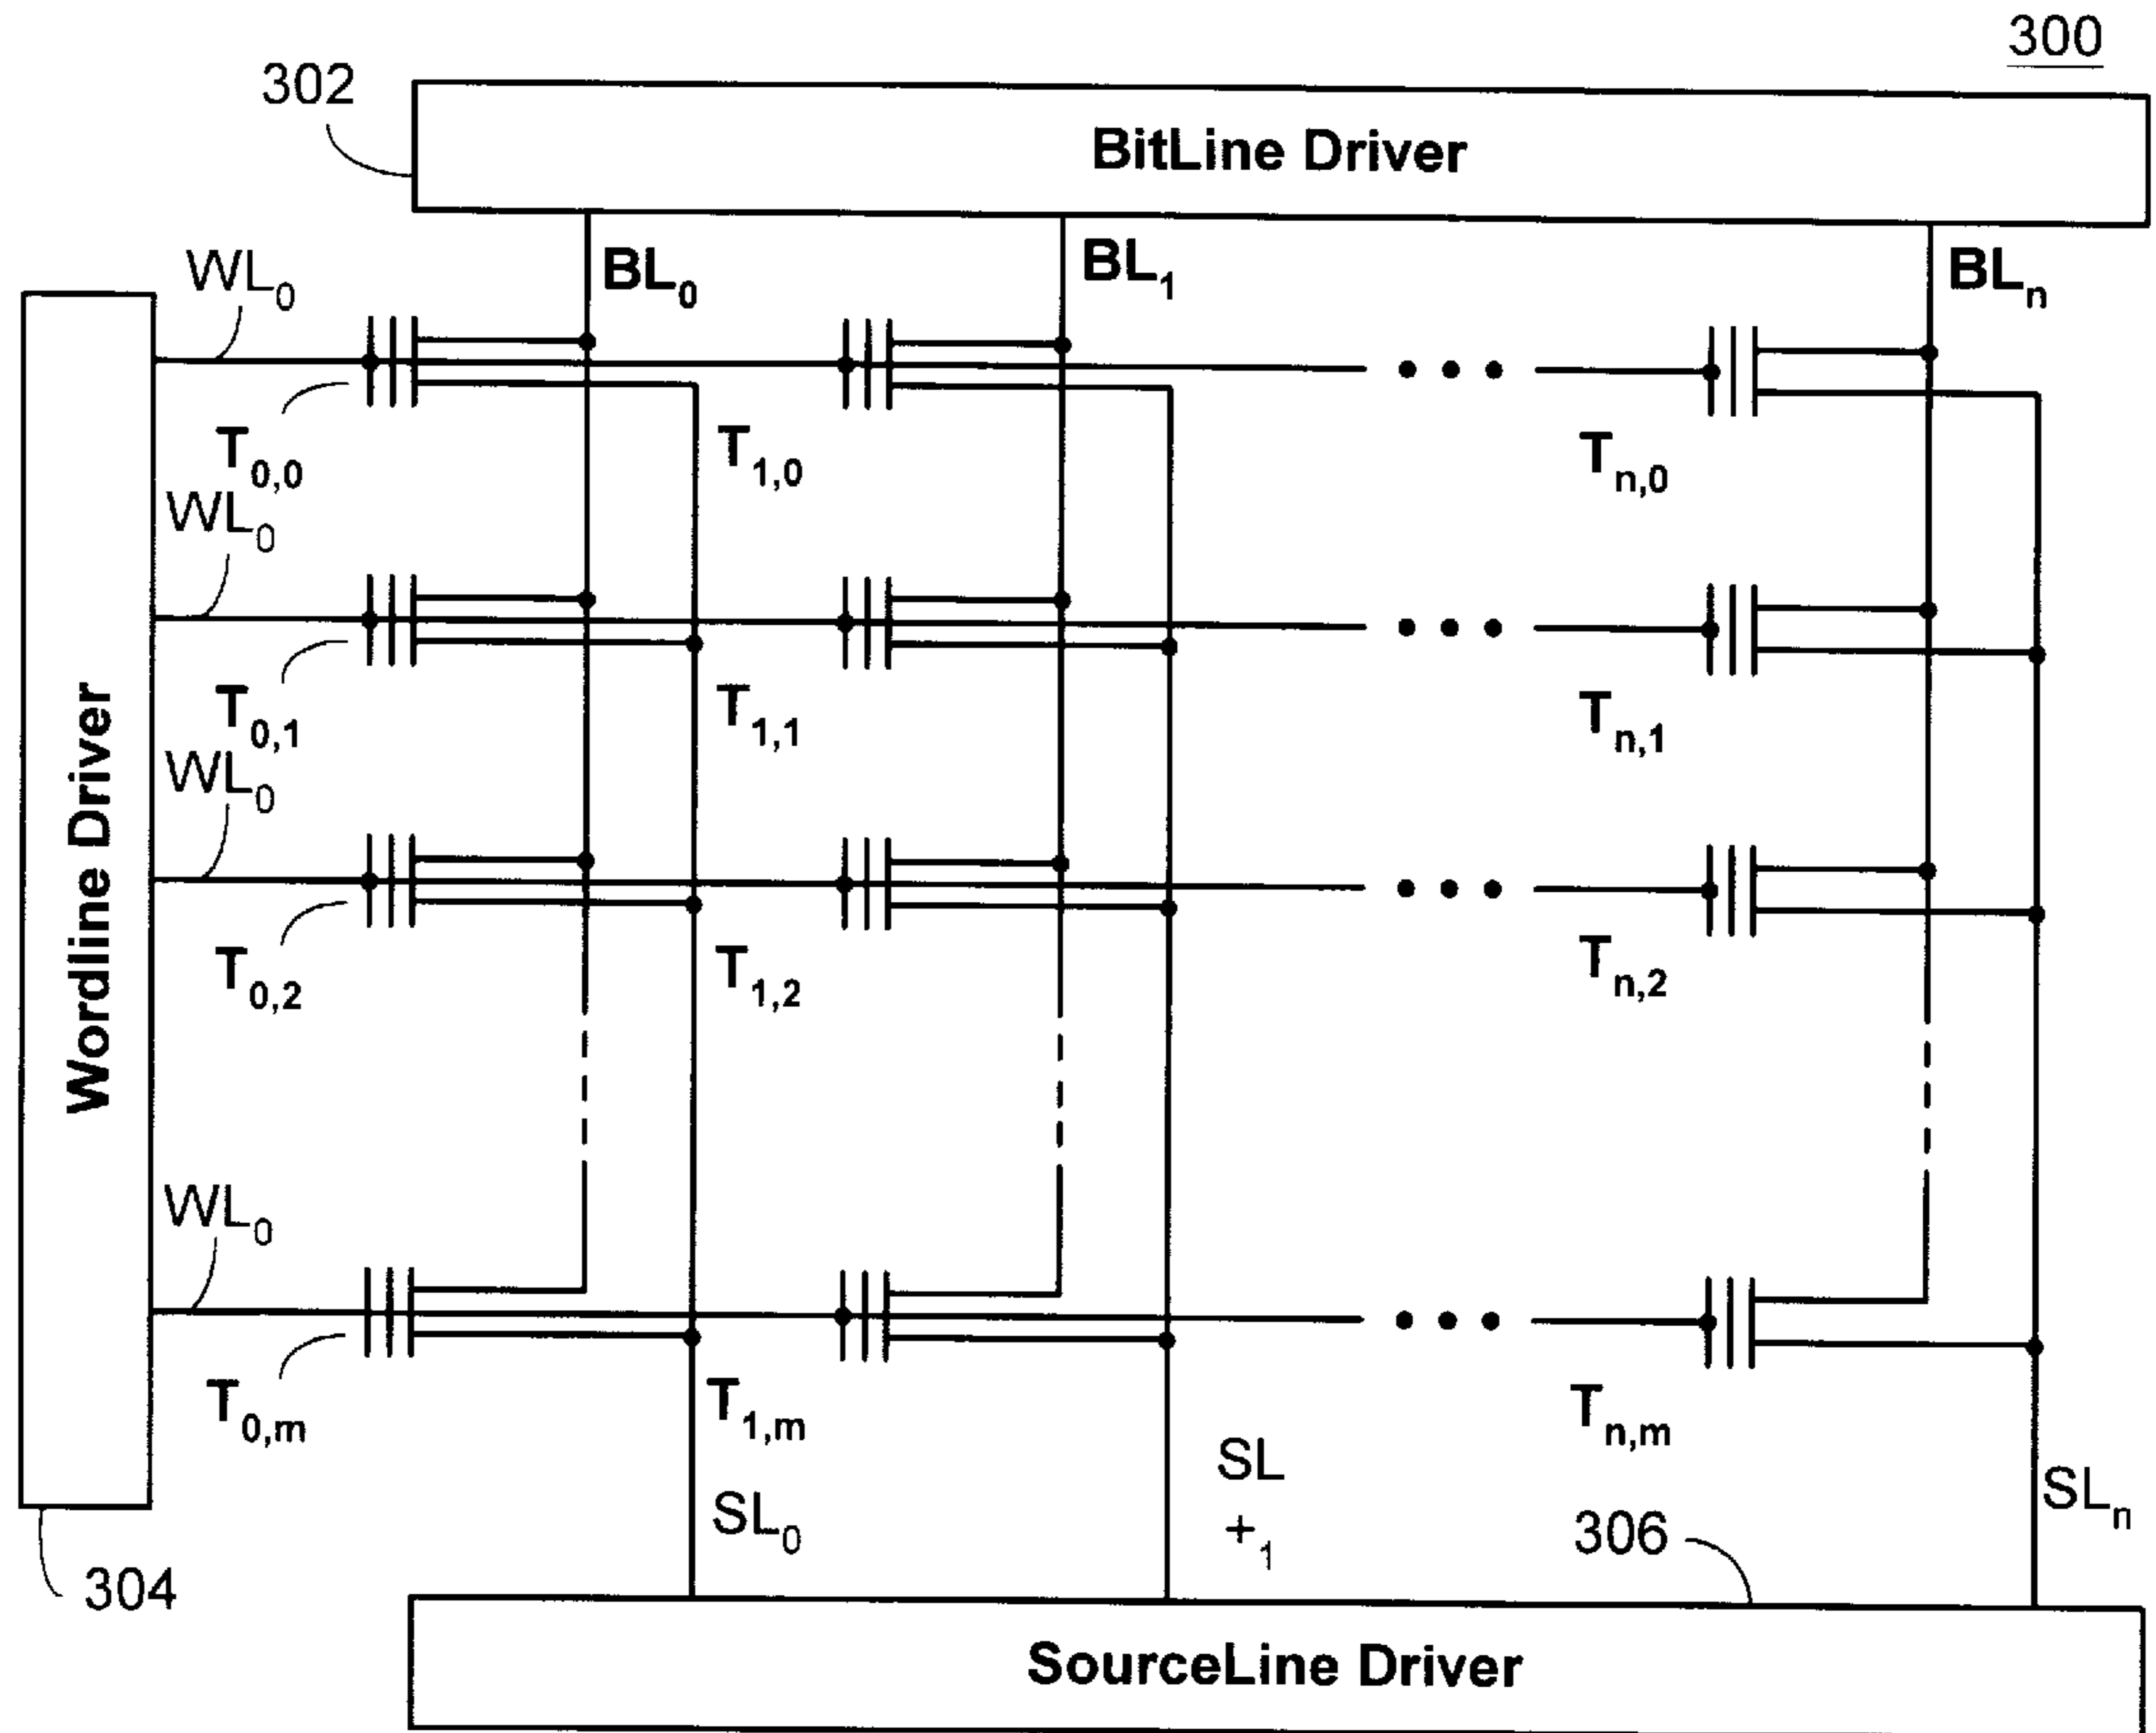 300
302
BitLine Driver
BL0
BL1
BLn
WL0
T0,0
T1,0
Tn,0
WL0
T0,1
T1,1
Tn,1
WL0
T0,2
T1,2
Tn,2
Wordline Driver
WL0
T0,m
T1,m
Tn,m
SL0
SL
+1
SLn
304
306
SourceLine Driver